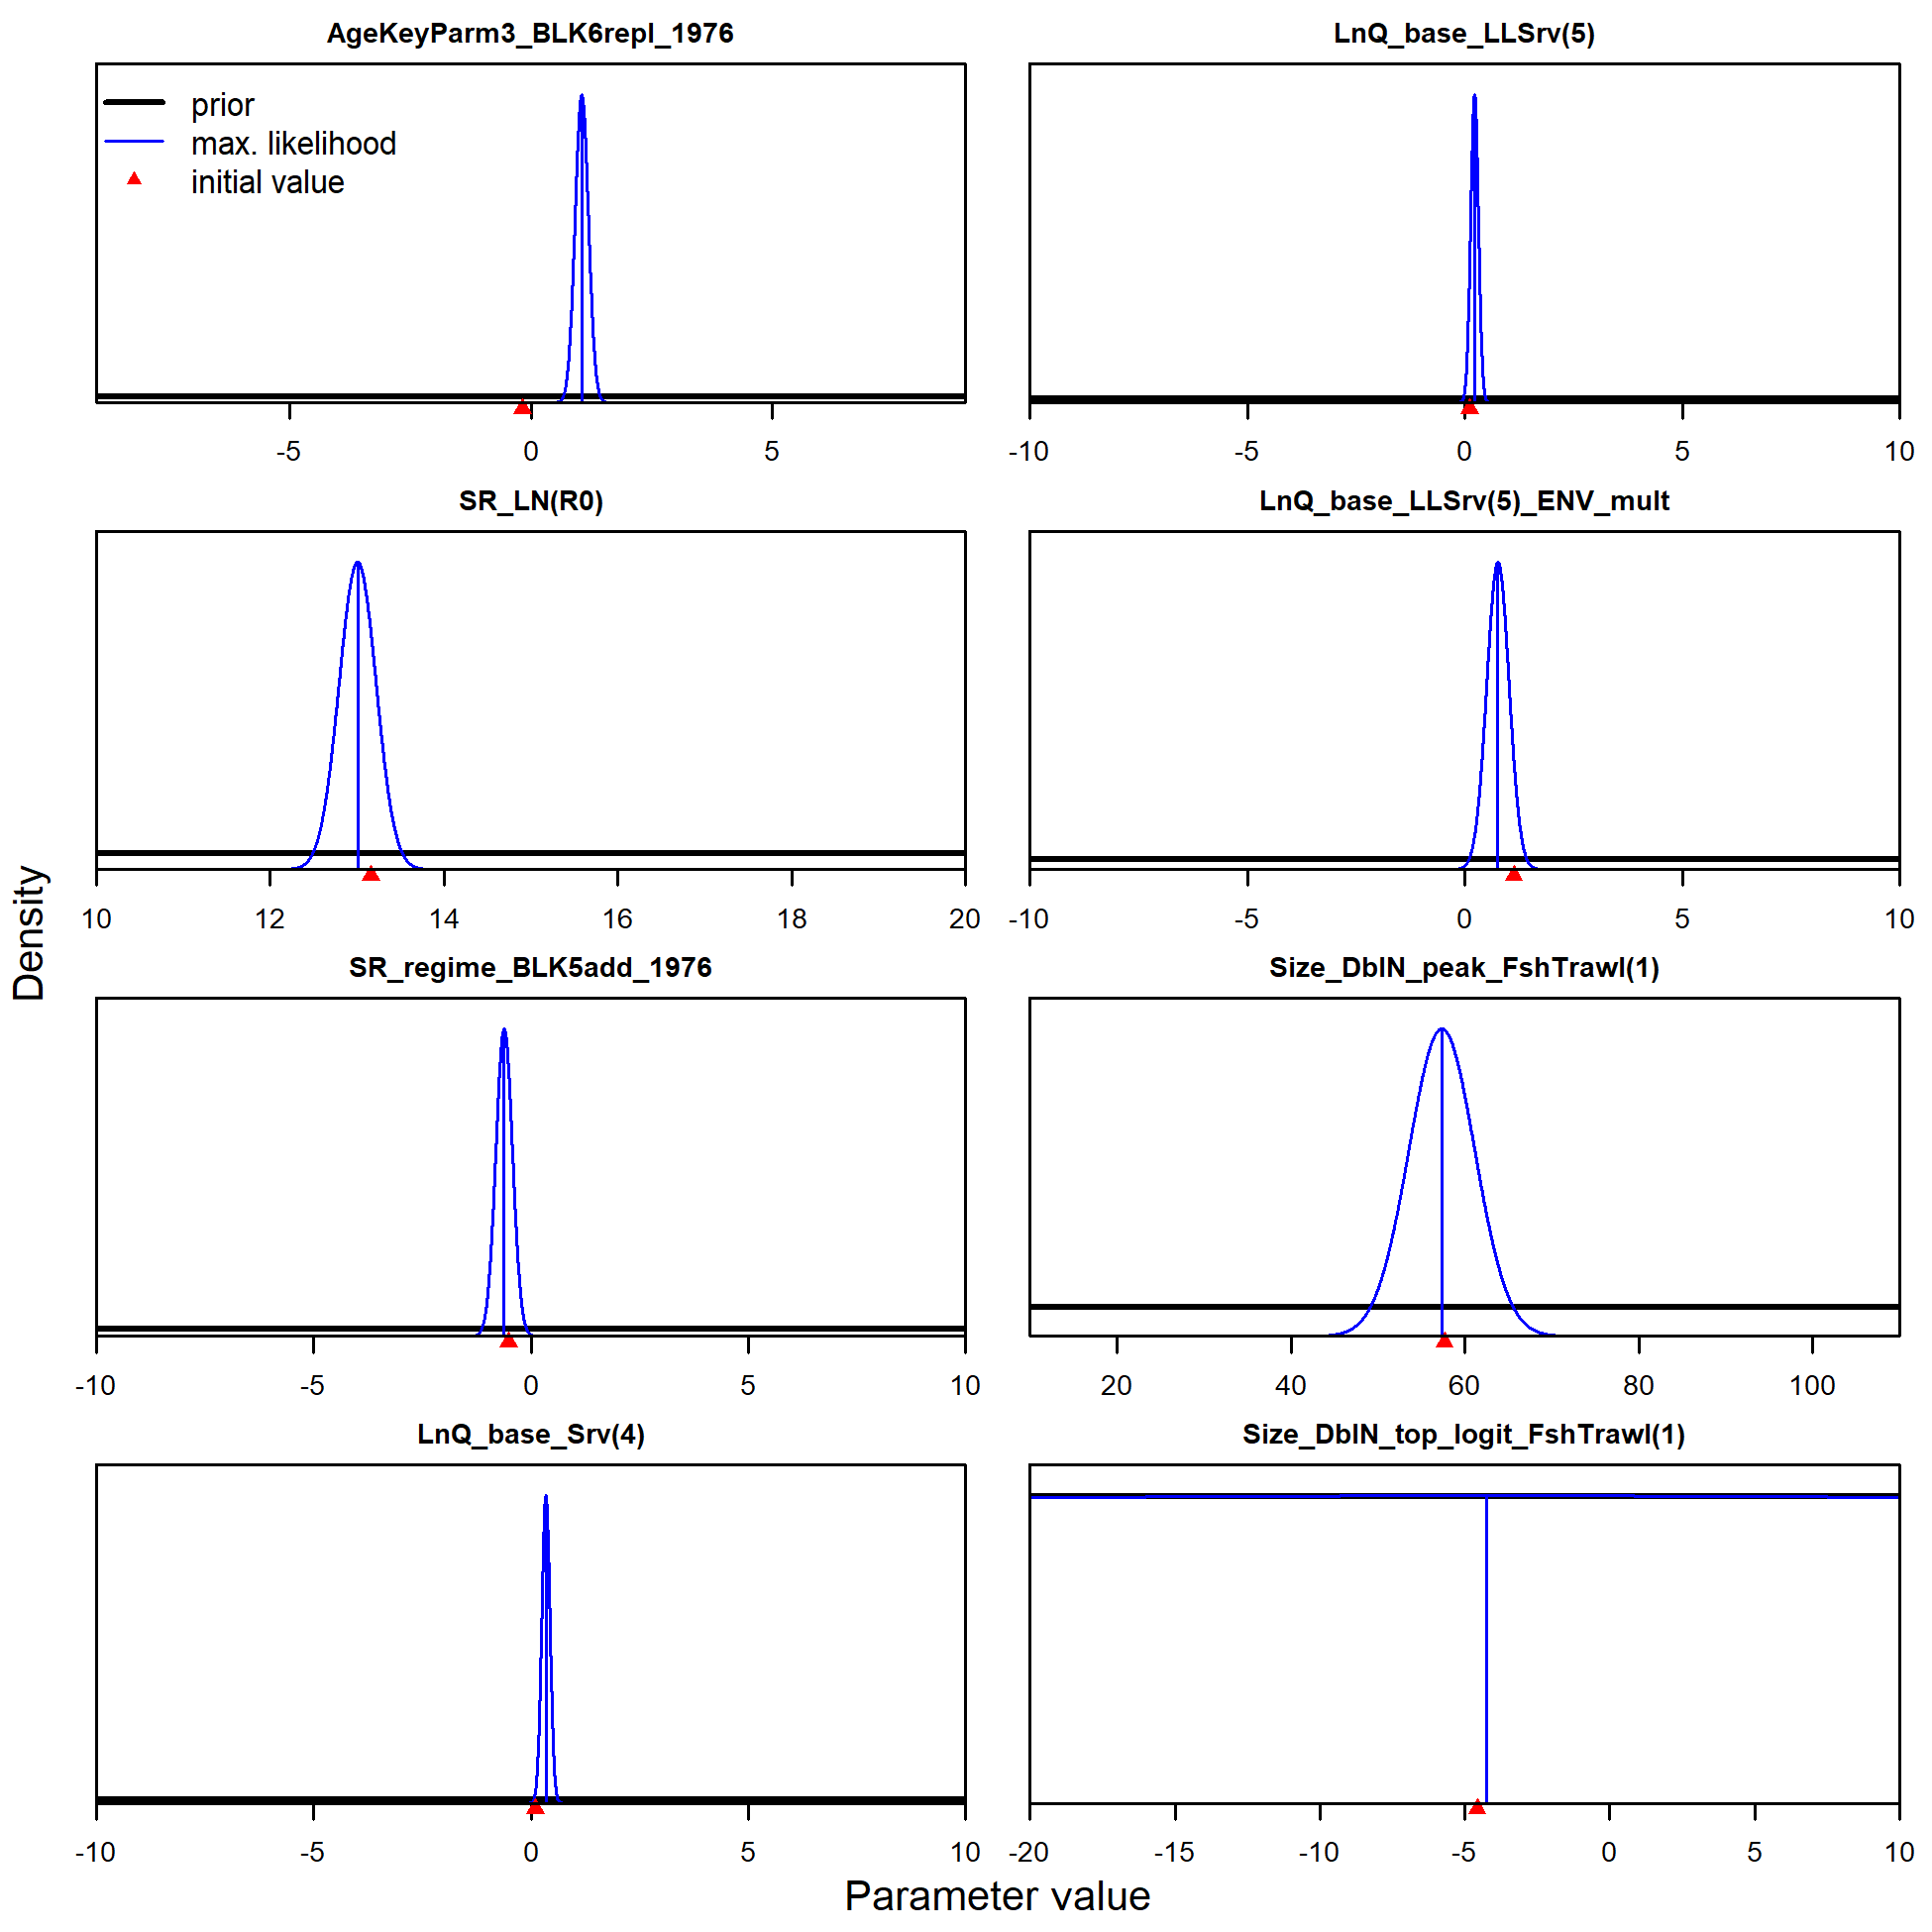 AgeKeyParm3_BLK6repl_1976
prior
max. likelihood
initial value
-5 0 5
LnQ_base_LLSrv(5)
-10 -5 0 5 10
SR_LN(R0)
10 12 14 16 18 20
LnQ_base_LLSrv(5)_ENV_mult
-10 -5 0 5 10
SR_regime_BLK5add_1976
-10 -5 0 5 10
Size_DblN_peak_FshTrawl(1)
20 40 60 80 100
LnQ_base_Srv(4)
-10 -5 0 5 10
Size_DblN_top_logit_FshTrawl(1)
-20 -15 -10 -5 0 5 10
Density
Parameter value